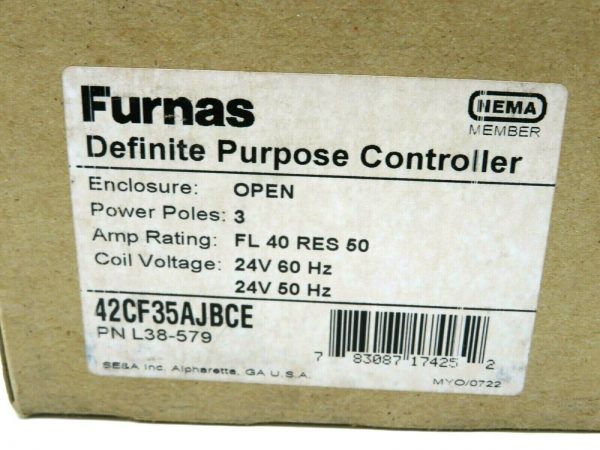 Furnas
NEMA
MEMBER
Definite Purpose Controller
Enclosure: OPEN
Power Poles: 3
Amp Rating: FL 40 RES 50
Coil Voltage: 24V 60 Hz
24V 50 Hz
42CF35AJBCE
PN L38-579
7 83087 17425 2
SE&A Inc. Alpharetta, GA U.S.A.
MYO/0722